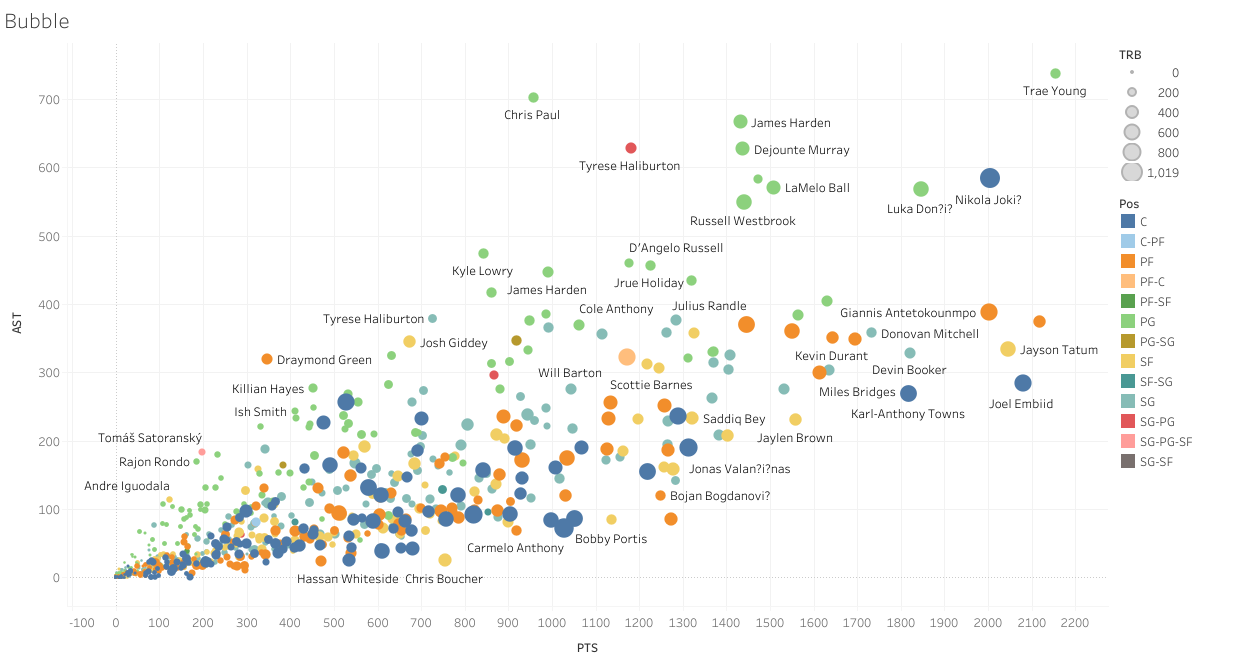 Bubble
AST
700
600
500
400
300
200
100
0
Trae Young
Chris Paul
James Harden
Dejounte Murray
Tyrese Haliburton
LaMelo Ball
Nikola Joki?
Luka Don?i?
Russell Westbrook
D'Angelo Russell
Kyle Lowry
Jrue Holiday
James Harden
Cole Anthony
Julius Randle
Giannis Antetokounmpo
Tyrese Haliburton
Donovan Mitchell
Josh Giddey
Jayson Tatum
Kevin Durant
Draymond Green
Devin Booker
Will Barton
Scottie Barnes
Killian Hayes
Miles Bridges
Joel Embiid
Ish Smith
Karl-Anthony Towns
Saddiq Bey
Tomáš Satoranský
Jaylen Brown
Rajon Rondo
Jonas Valan?i?nas
Andre Iguodala
Bojan Bogdanovi?
Bobby Portis
Carmelo Anthony
Hassan Whiteside
Chris Boucher
-100 0 100 200 300 400 500 600 700 800 900 1000 1100 1200 1300 1400 1500 1600 1700 1800 1900 2000 2100 2200
PTS
TRB
0
200
400
600
800
1,019
Pos
C
C-PF
PF
PF-C
PF-SF
PG
PG-SG
SF
SF-SG
SG
SG-PG
SG-PG-SF
SG-SF